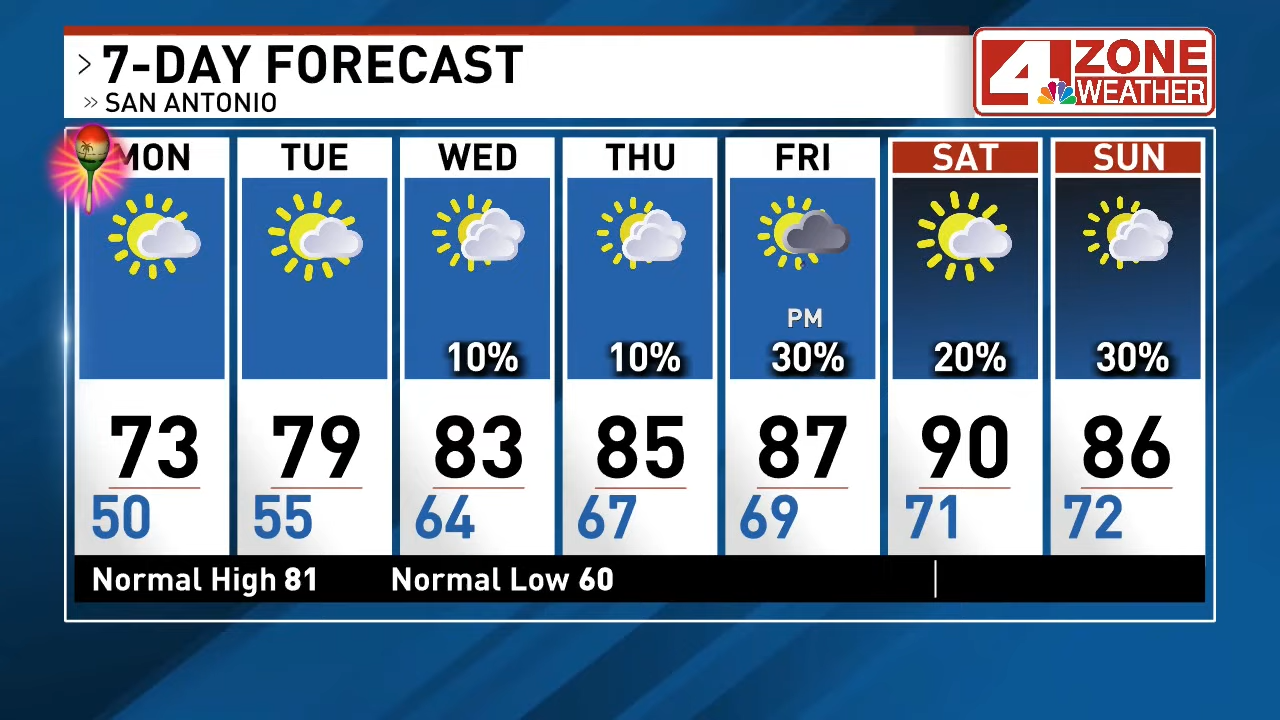 > 7-DAY FORECAST
» SAN ANTONIO
4 ZONE
WEATHER
MON TUE WED THU FRI SAT SUN
PM
10% 10% 30% 20% 30%
73 79 83 85 87 90 86
50 55 64 67 69 71 72
Normal High 81 Normal Low 60